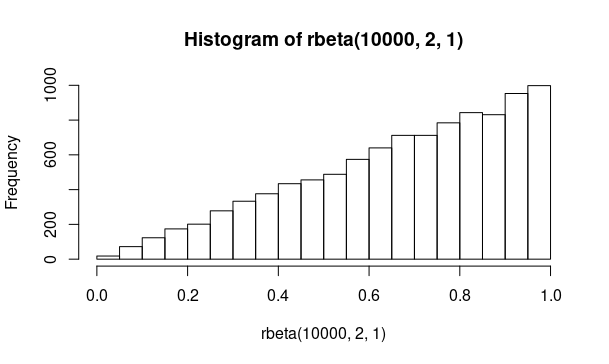 Histogram of rbeta(10000, 2, 1)
Frequency
1000
600
200
0
0.0 0.2 0.4 0.6 0.8 1.0
rbeta(10000, 2, 1)